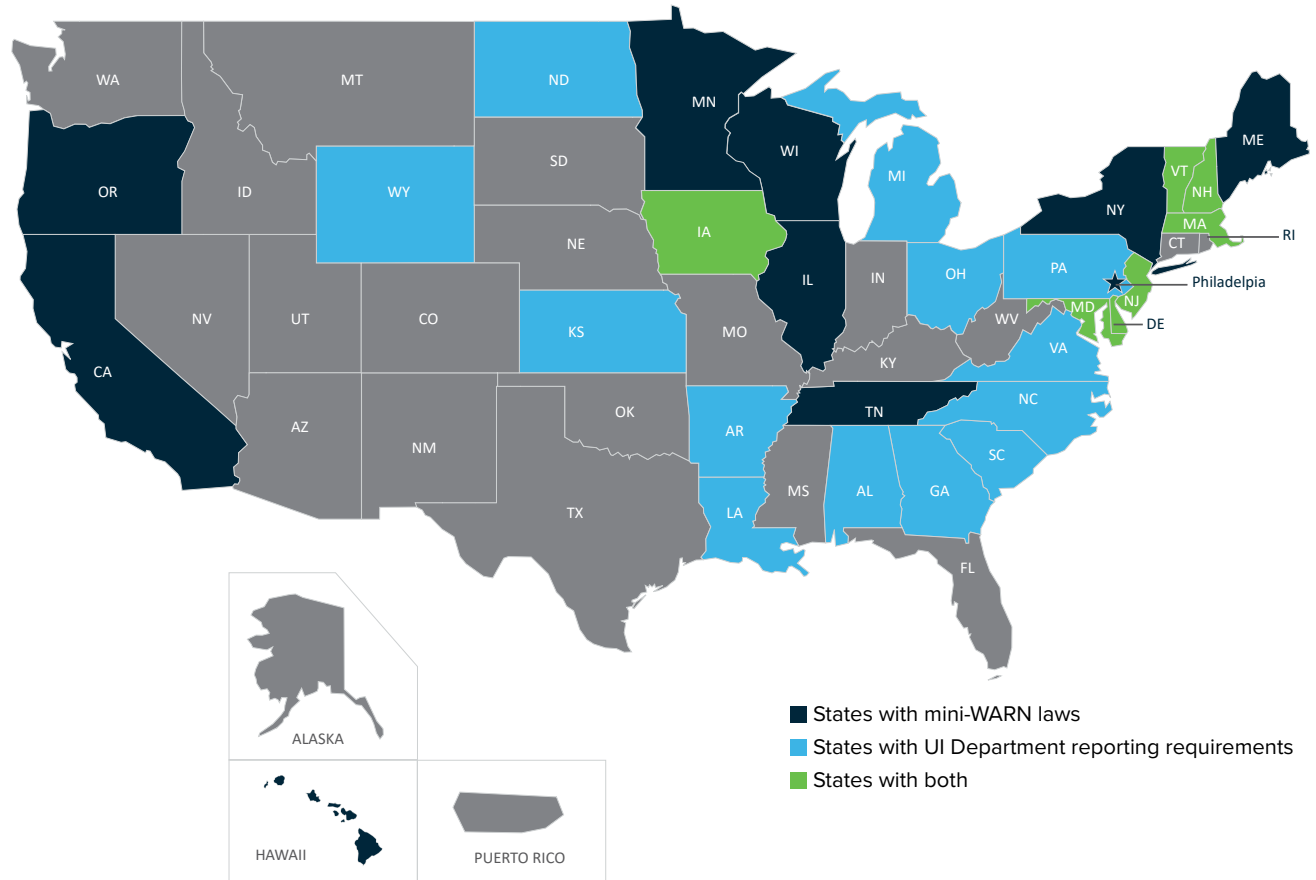 WA
MT
ND
MN
OR
ID
WY
SD
WI
MI
ME
VT
NH
NY
MA
CT
RI
NE
IA
PA
Philadelpia
NV
UT
CO
KS
MO
IL
IN
OH
NJ
MD
DE
WV
VA
KY
CA
AZ
NM
OK
AR
TN
NC
SC
TX
LA
MS
AL
GA
FL
ALASKA
HAWAII
PUERTO RICO
States with mini-WARN laws
States with UI Department reporting requirements
States with both